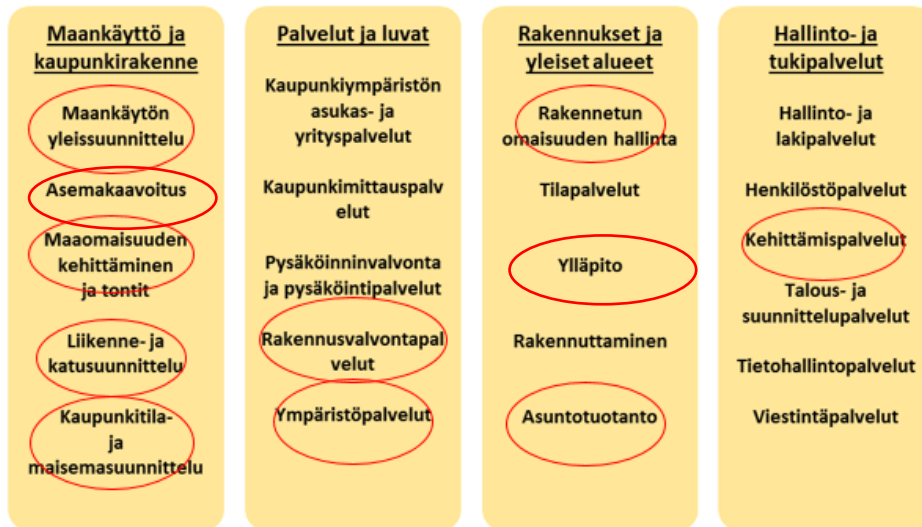 Maankäyttö ja
kaupunkirakenne
Maankäytön
yleissuunnittelu
Asemakaavoitus
Maaomaisuuden
kehittäminen
ja tontit
Liikenne- ja
katusuunnittelu
Kaupunkitila-
ja
maisemasuunnittelu
Palvelut ja luvat
Kaupunkiympäristön
asukas- ja
yrityspalvelut
Kaupunkimittauspalv
elut
Pysäköinninvalvonta
ja pysäköintipalvelut
Rakennusvalvontapal
velut
Ympäristöpalvelut
Rakennukset ja
yleiset alueet
Rakennetun
omaisuuden hallinta
Tilapalvelut
Ylläpito
Rakennuttaminen
Asuntotuotanto
Hallinto- ja
tukipalvelut
Hallinto- ja
lakipalvelut
Henkilöstöpalvelut
Kehittämispalvelut
Talous- ja
suunnittelupalvelut
Tietohallintopalvelut
Viestintäpalvelut